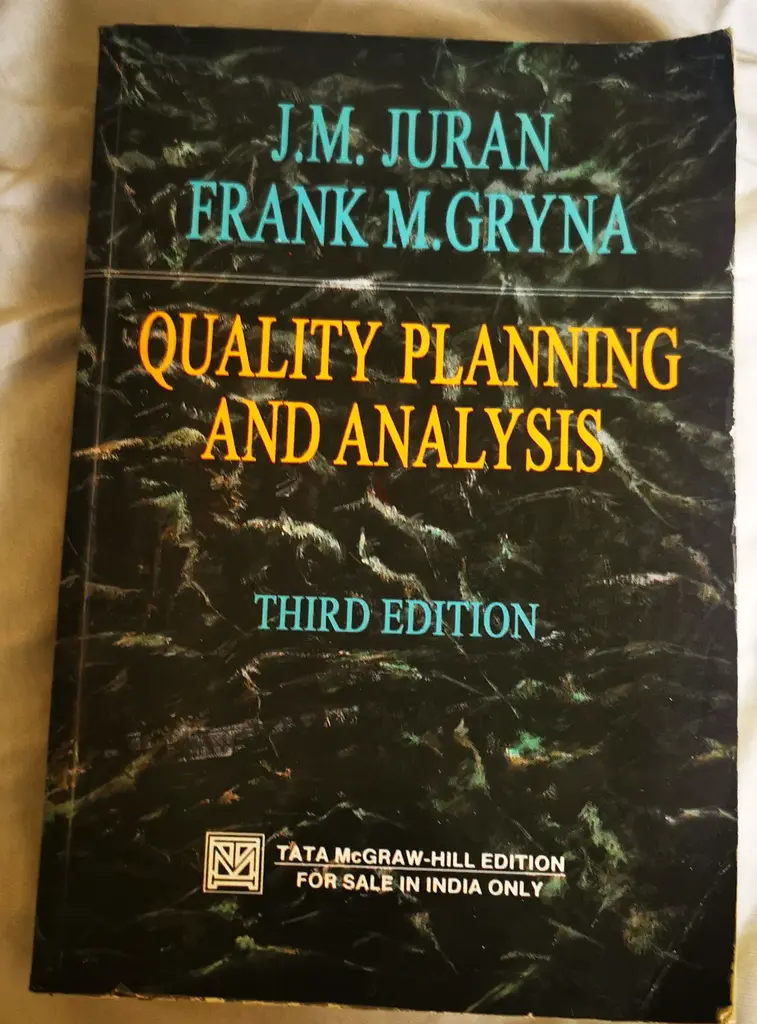 J.M. JURAN
FRANK M.GRYNA
QUALITY PLANNING
AND ANALYSIS
THIRD EDITION
TATA McGRAW-HILL EDITION
FOR SALE IN INDIA ONLY